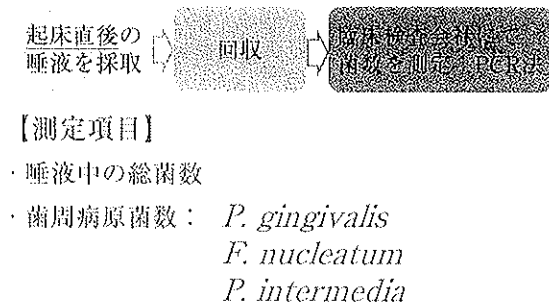 起床直後の
唾液を採取
回収
臨床検査会社にて
菌数を測定:PCR法
【測定項目】
・唾液中の総菌数
・歯周病原菌数： P. gingivalis
F. nucleatum
P. intermedia